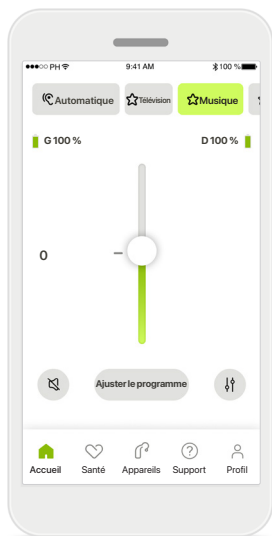 ●●●○○ PH 9:41 AM 100 %
Automatique Télévision Musique
G 100 % D 100 %
0
Ajuster le programme
Accueil Santé Appareils Support Profil